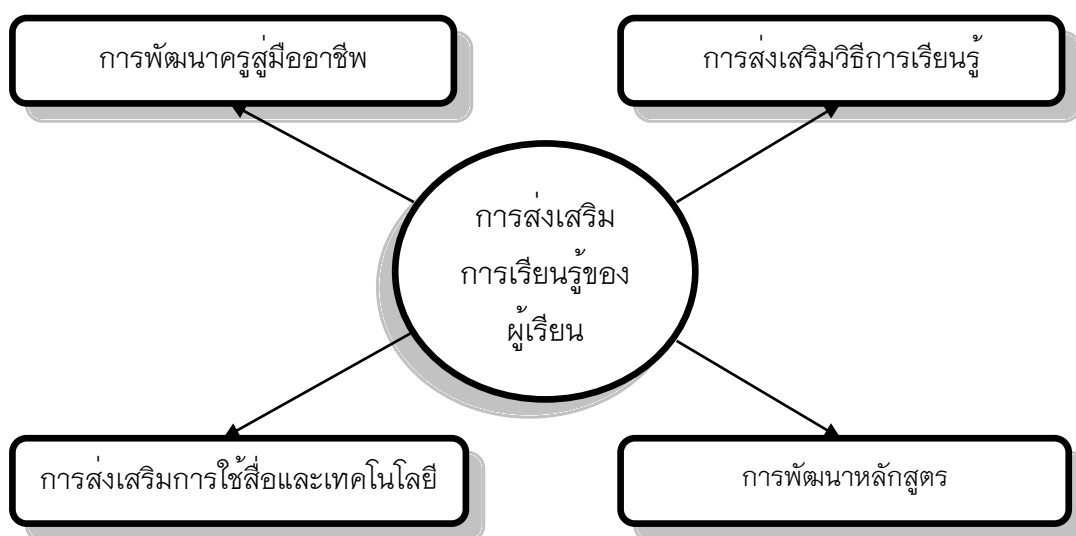 การพัฒนาครูสู่มืออาชีพ
การส่งเสริมวิธีการเรียนรู้
การส่งเสริม
การเรียนรู้ของ
ผู้เรียน
การส่งเสริมการใช้สื่อและเทคโนโลยี
การพัฒนาหลักสูตร